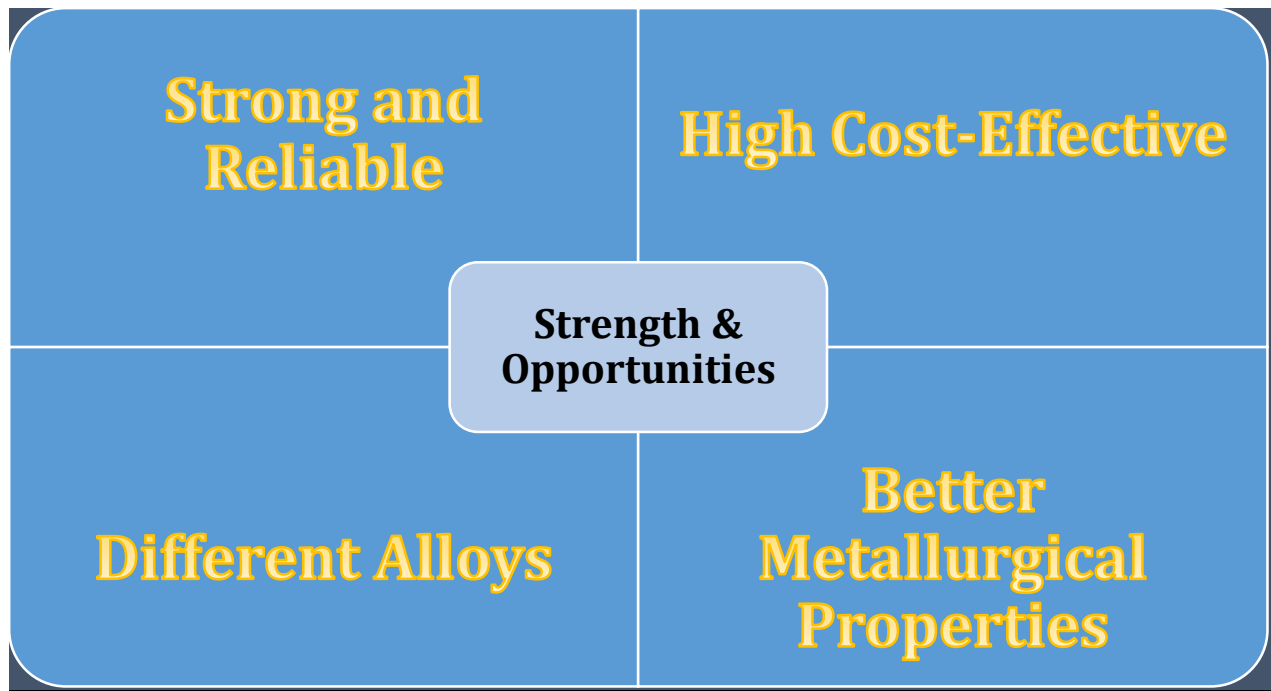 Strong and
Reliable
High Cost-Effective
Strength &
Opportunities
Different Alloys
Better
Metallurgical
Properties